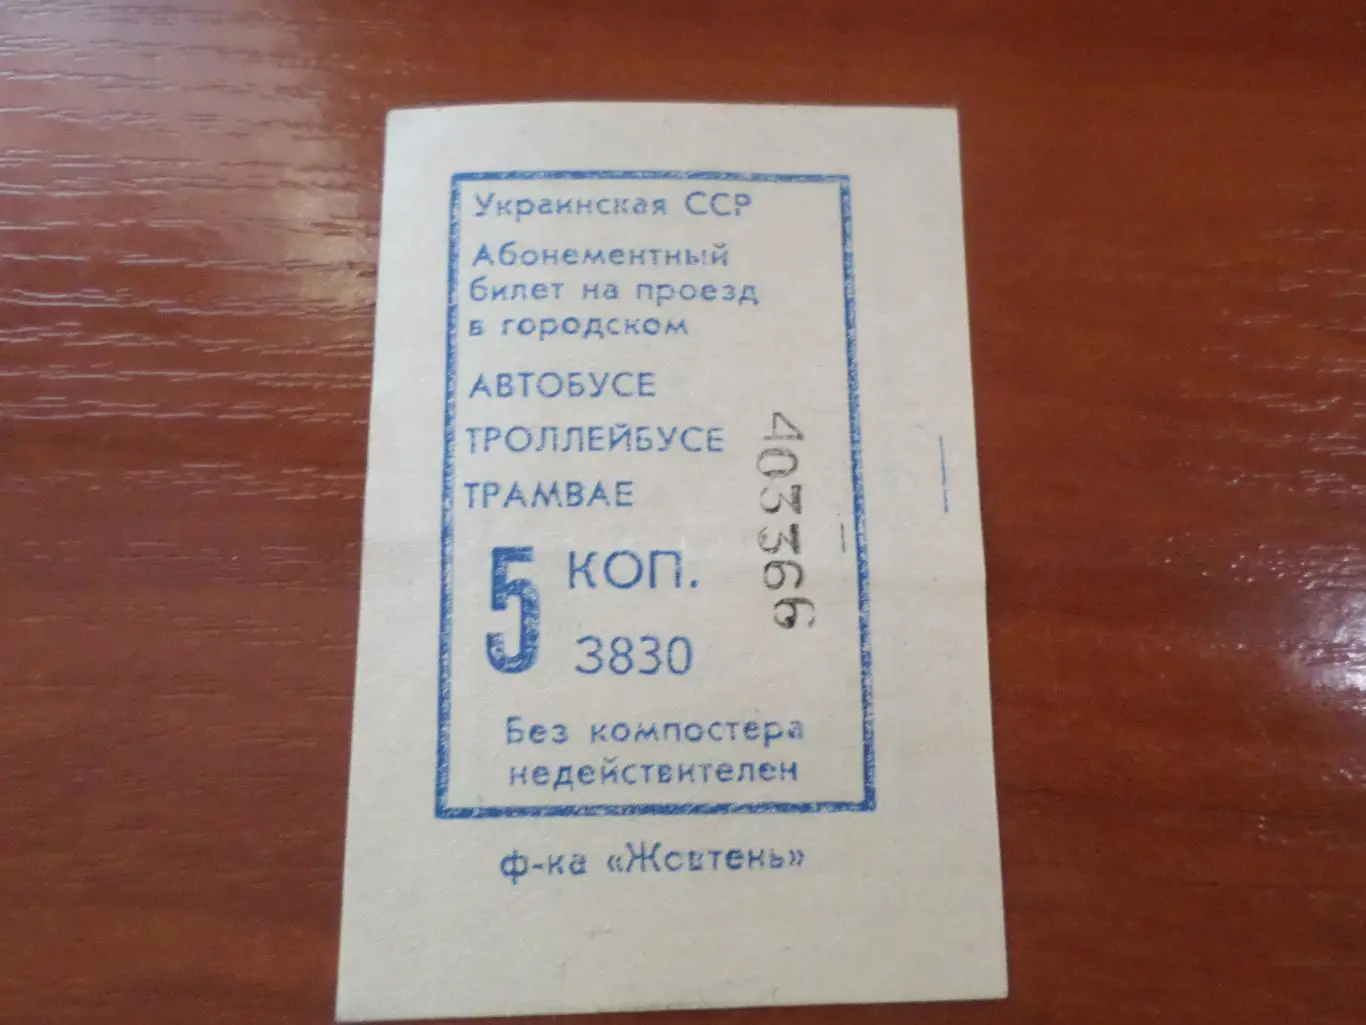 Украинская ССР
Абонементный
билет на проезд
в городском
АВТОБУСЕ
ТРОЛЛЕЙБУСЕ
ТРАМВАЕ
5 КОП.
3830
403366
Без компостера
недействителен
ф-ка «Жовтень»